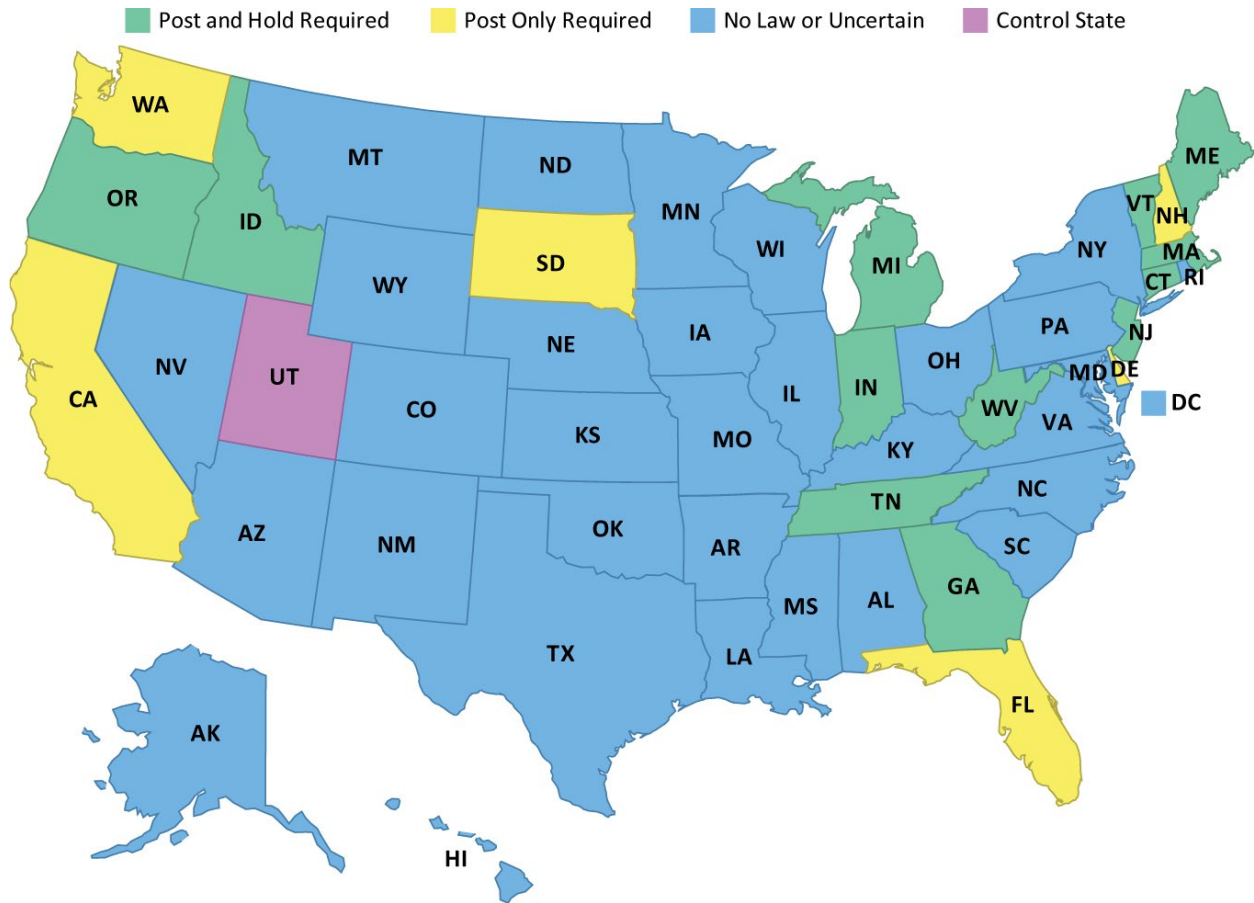 Post and Hold Required Post Only Required No Law or Uncertain Control State
WA
ME
MT
ND
OR
VT
MN
NH
ID
WI
NY
MA
SD
MI
CT
RI
WY
PA
NJ
IA
NE
OH
DE
NV
MD
UT
IN
IL
CA
DC
CO
WV
VA
KS
MO
KY
NC
TN
OK
AZ
NM
AR
SC
GA
MS
AL
TX
LA
FL
AK
HI